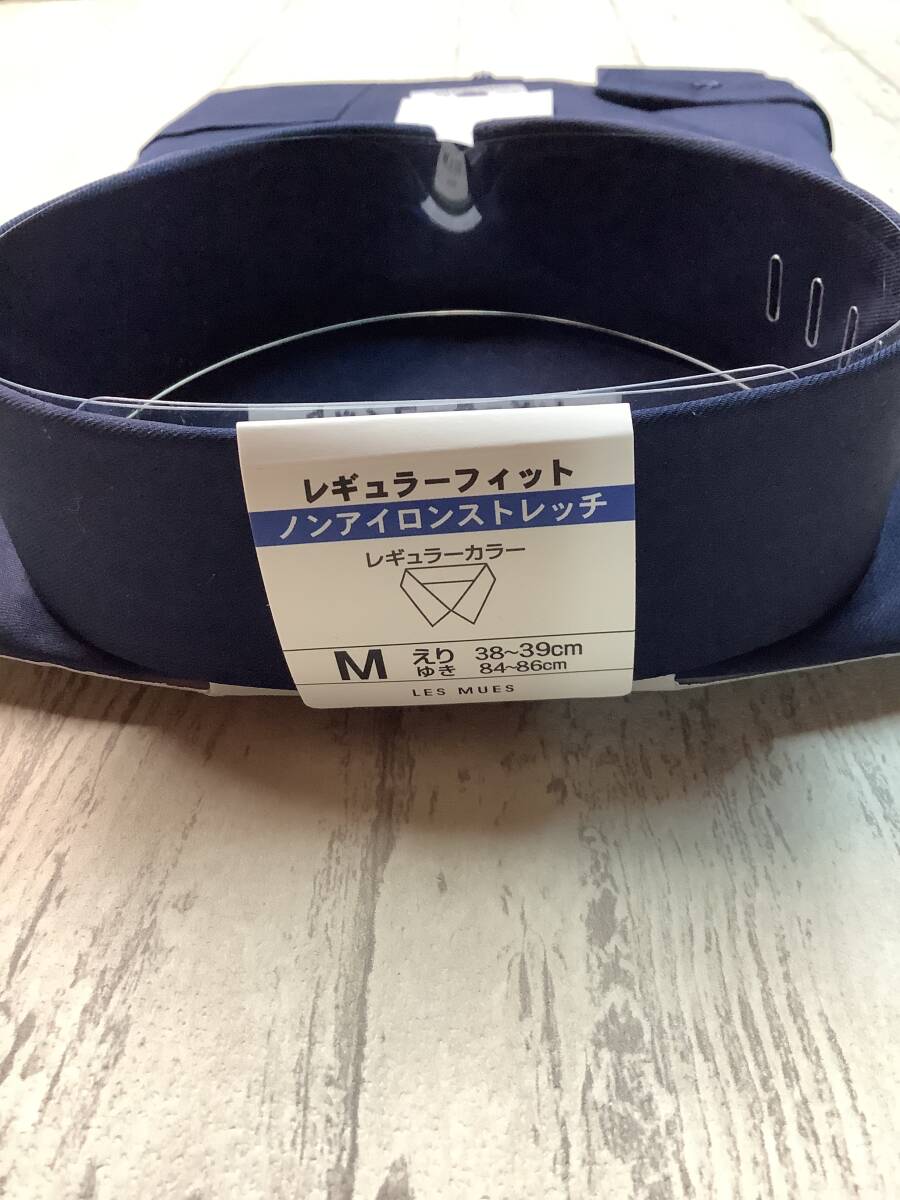 レギュラーフィット
ノンアイロンストレッチ
レギュラーカラー
M えり 38~39cm
ゆき 84~86cm
LES MUES